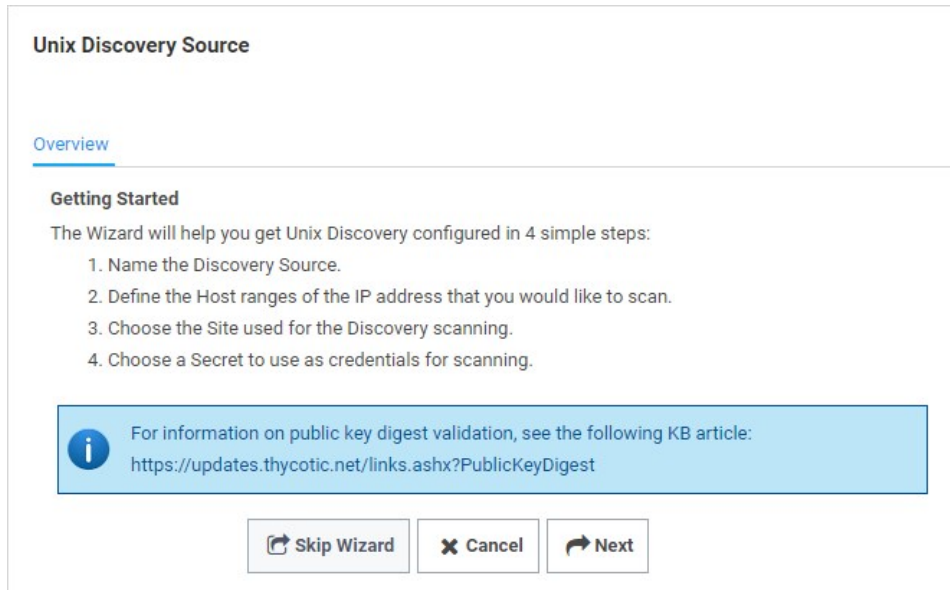 Unix Discovery Source
Overview
Getting Started
The Wizard will help you get Unix Discovery configured in 4 simple steps:
1. Name the Discovery Source.
2. Define the Host ranges of the IP address that you would like to scan.
3. Choose the Site used for the Discovery scanning.
4. Choose a Secret to use as credentials for scanning.
For information on public key digest validation, see the following KB article:
https://updates.thycotic.net/links.ashx?PublicKeyDigest
Skip Wizard Cancel Next